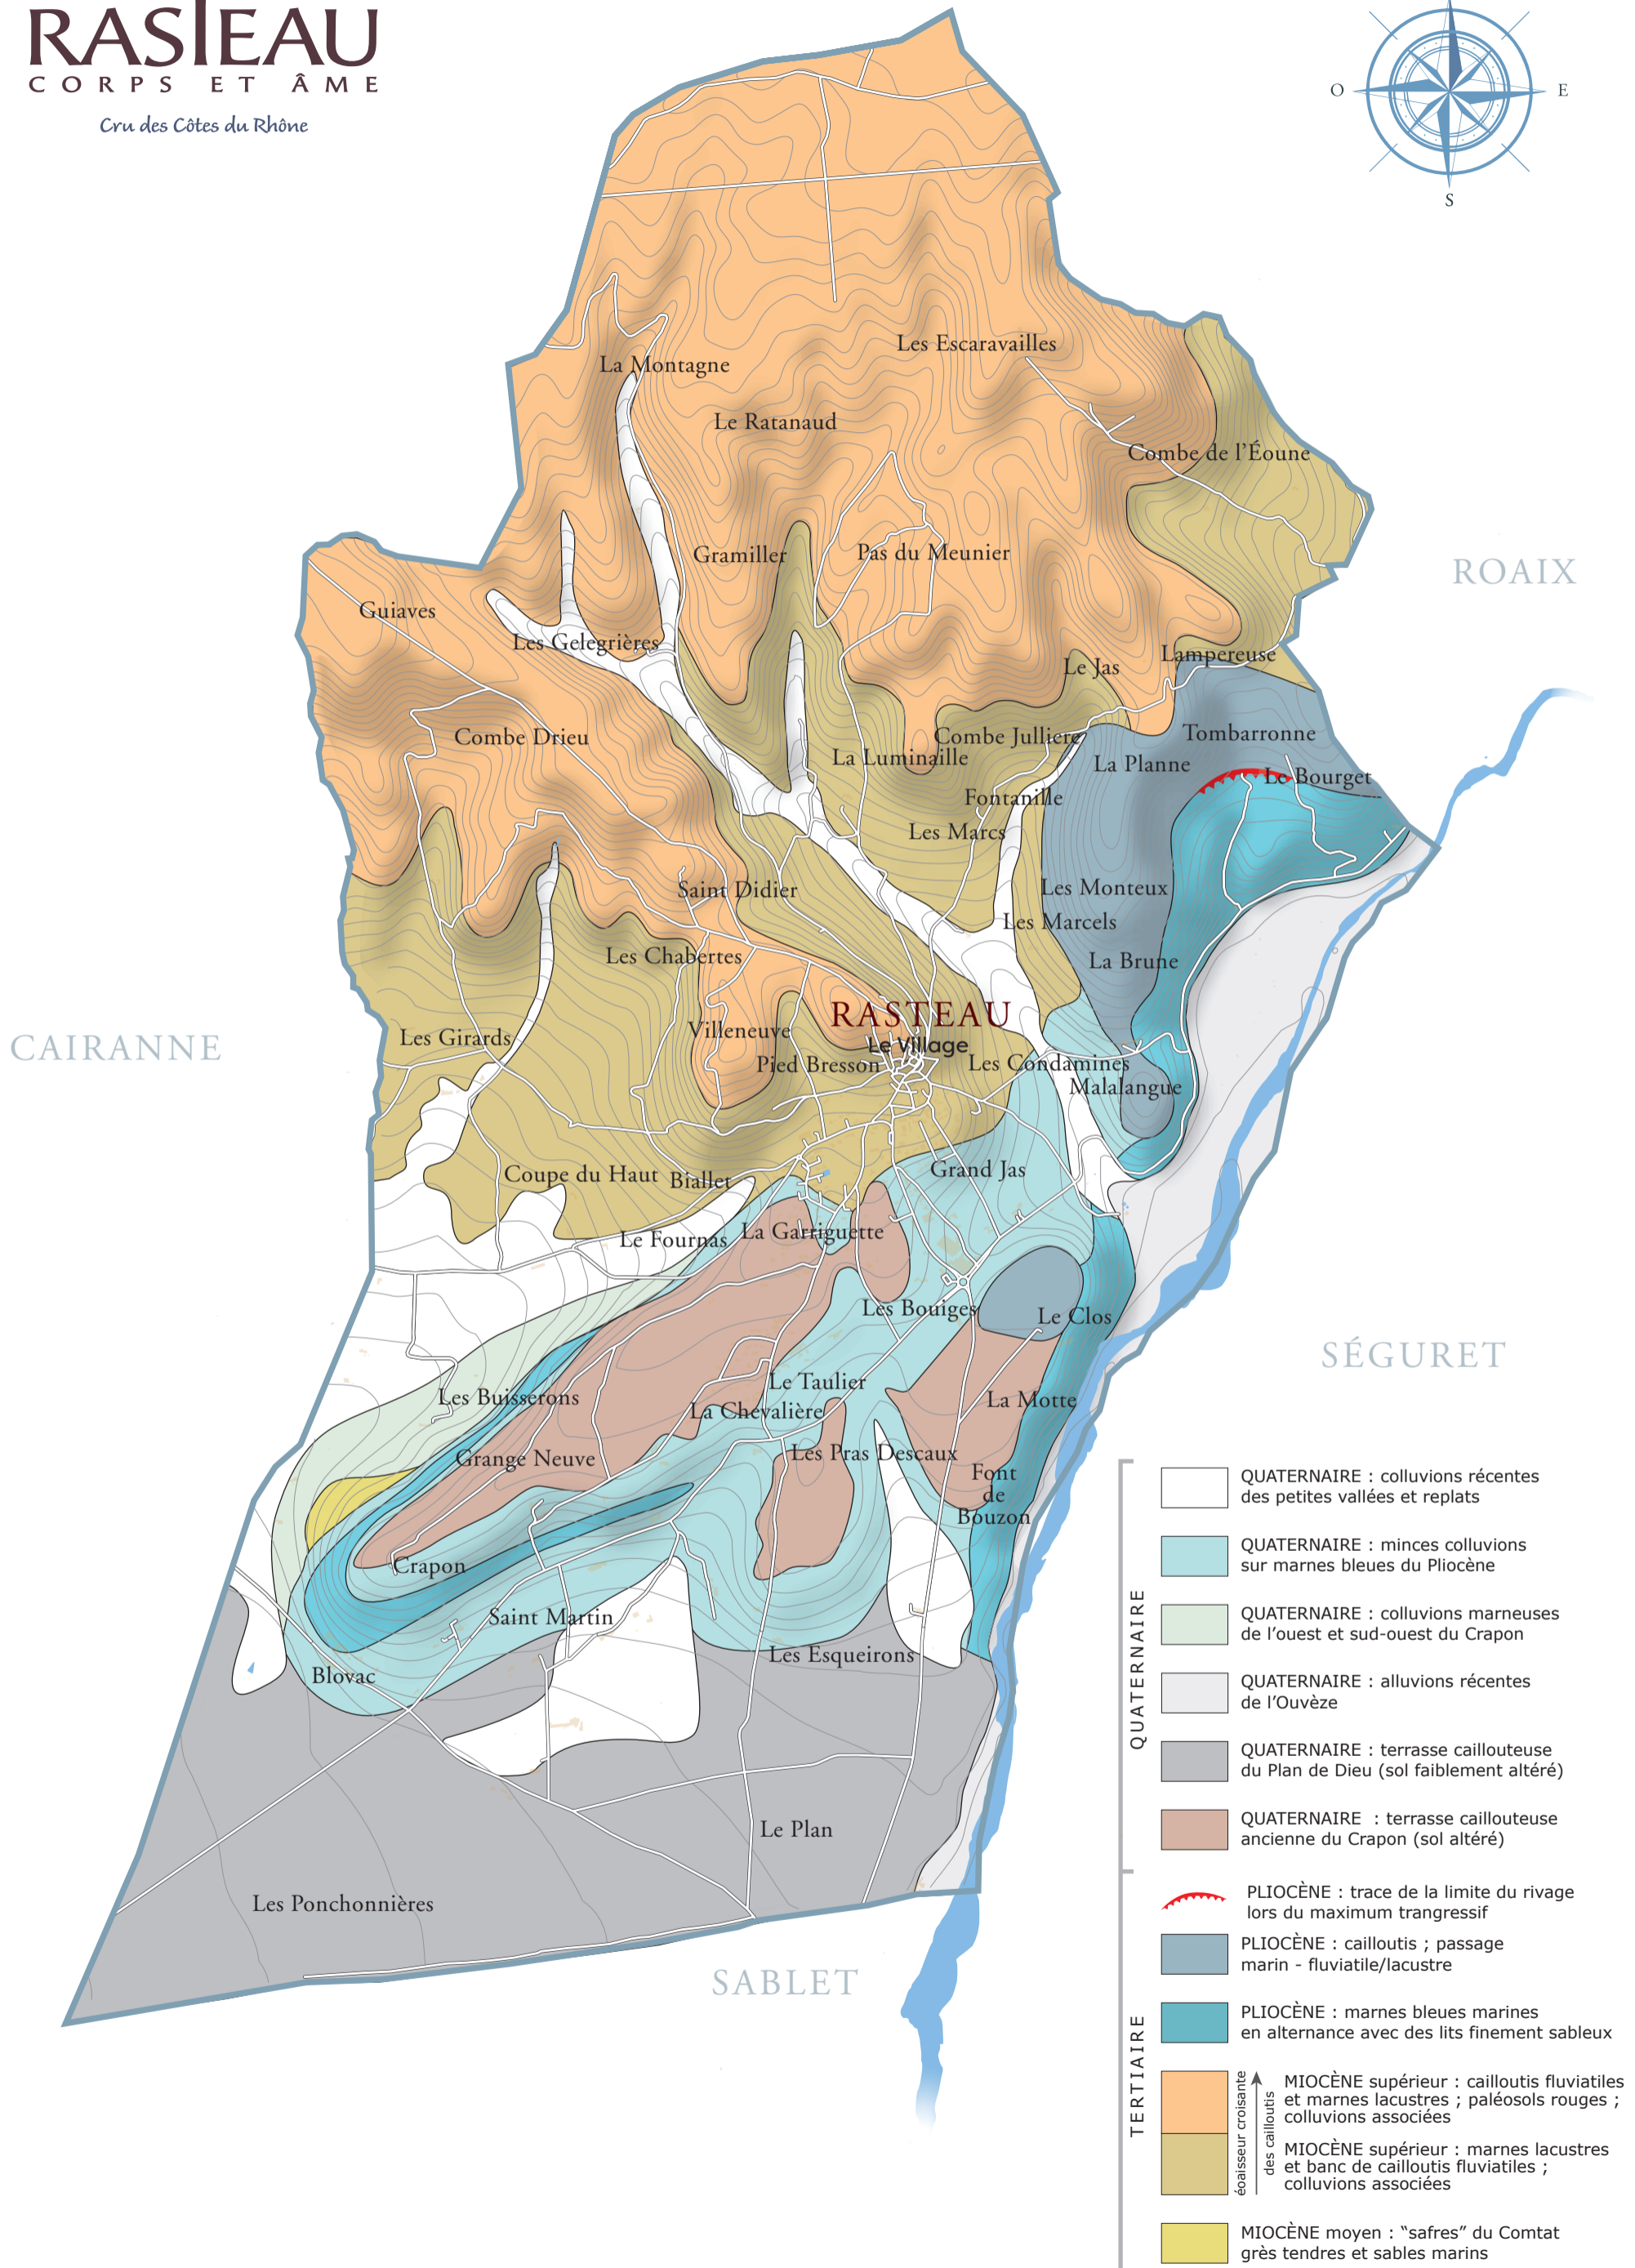 RASTEAU
CORPS ET ÂME
Cru des Côtes du Rhône
O
E
S
Les Escaravailles
La Montagne
Le Ratanaud
Combe de l'Éoune
Gramiller
Pas du Meunier
ROAIX
Guiaves
Les Gelegrières
Lampereuse
Le Jas
Combe Drieu
Combe Julliere
Tombarronne
La Luminaille
La Planne
Le Bourget
Fontanille
Les Marcs
Saint Didier
Les Monteux
Les Marcels
Les Chabertes
La Brune
RASTEAU
Le Village
CAIRANNE
Les Girards
Villeneuve
Pied Bresson
Les Condamines
Malalangue
Coupe du Haut
Biallet
Grand Jas
Le Fournas
La Garriguette
Les Bouiges
Le Clos
SÉGURET
Les Buisserons
Le Taulier
La Chevalière
La Motte
Grange Neuve
Les Pras Descaux
Font
de
Bouzon
Crapon
Saint Martin
Les Esqueirons
Blovac
Le Plan
Les Ponchonnières
SABLET
QUATERNAIRE
QUATERNAIRE : colluvions récentes
des petites vallées et replats
QUATERNAIRE : minces colluvions
sur marnes bleues du Pliocène
QUATERNAIRE : colluvions marneuses
de l'ouest et sud-ouest du Crapon
QUATERNAIRE : alluvions récentes
de l'Ouvèze
QUATERNAIRE : terrasse caillouteuse
du Plan de Dieu (sol faiblement altéré)
QUATERNAIRE : terrasse caillouteuse
ancienne du Crapon (sol altéré)
TERTIAIRE
PLIOCÈNE : trace de la limite du rivage
lors du maximum trangressif
PLIOCÈNE : cailloutis ; passage
marin - fluviatile/lacustre
PLIOCÈNE : marnes bleues marines
en alternance avec des lits finement sableux
éoaisseur croisante
des cailloutis
MIOCÈNE supérieur : cailloutis fluviatiles
et marnes lacustres ; paléosols rouges ;
colluvions associées
MIOCÈNE supérieur : marnes lacustres
et banc de cailloutis fluviatiles ;
colluvions associées
MIOCÈNE moyen : “safres” du Comtat
grès tendres et sables marins